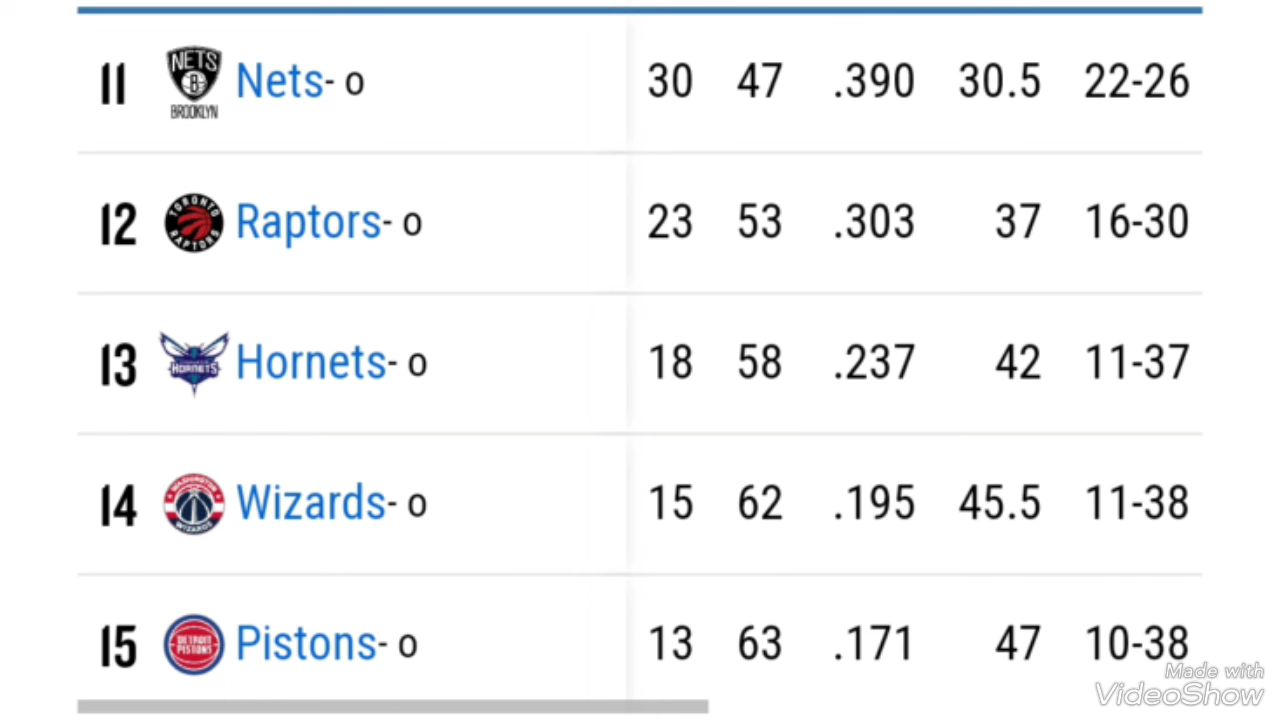 11 NETS B BROOKLYN Nets- o 30 47 .390 30.5 22-26
12 TORONTO RAPTORS Raptors- o 23 53 .303 37 16-30
13 HORNETS Hornets- o 18 58 .237 42 11-37
14 WASHINGTON WIZARDS Wizards- o 15 62 .195 45.5 11-38
15 DETROIT PISTONS Pistons- o 13 63 .171 47 10-38
Made with
VideoShow